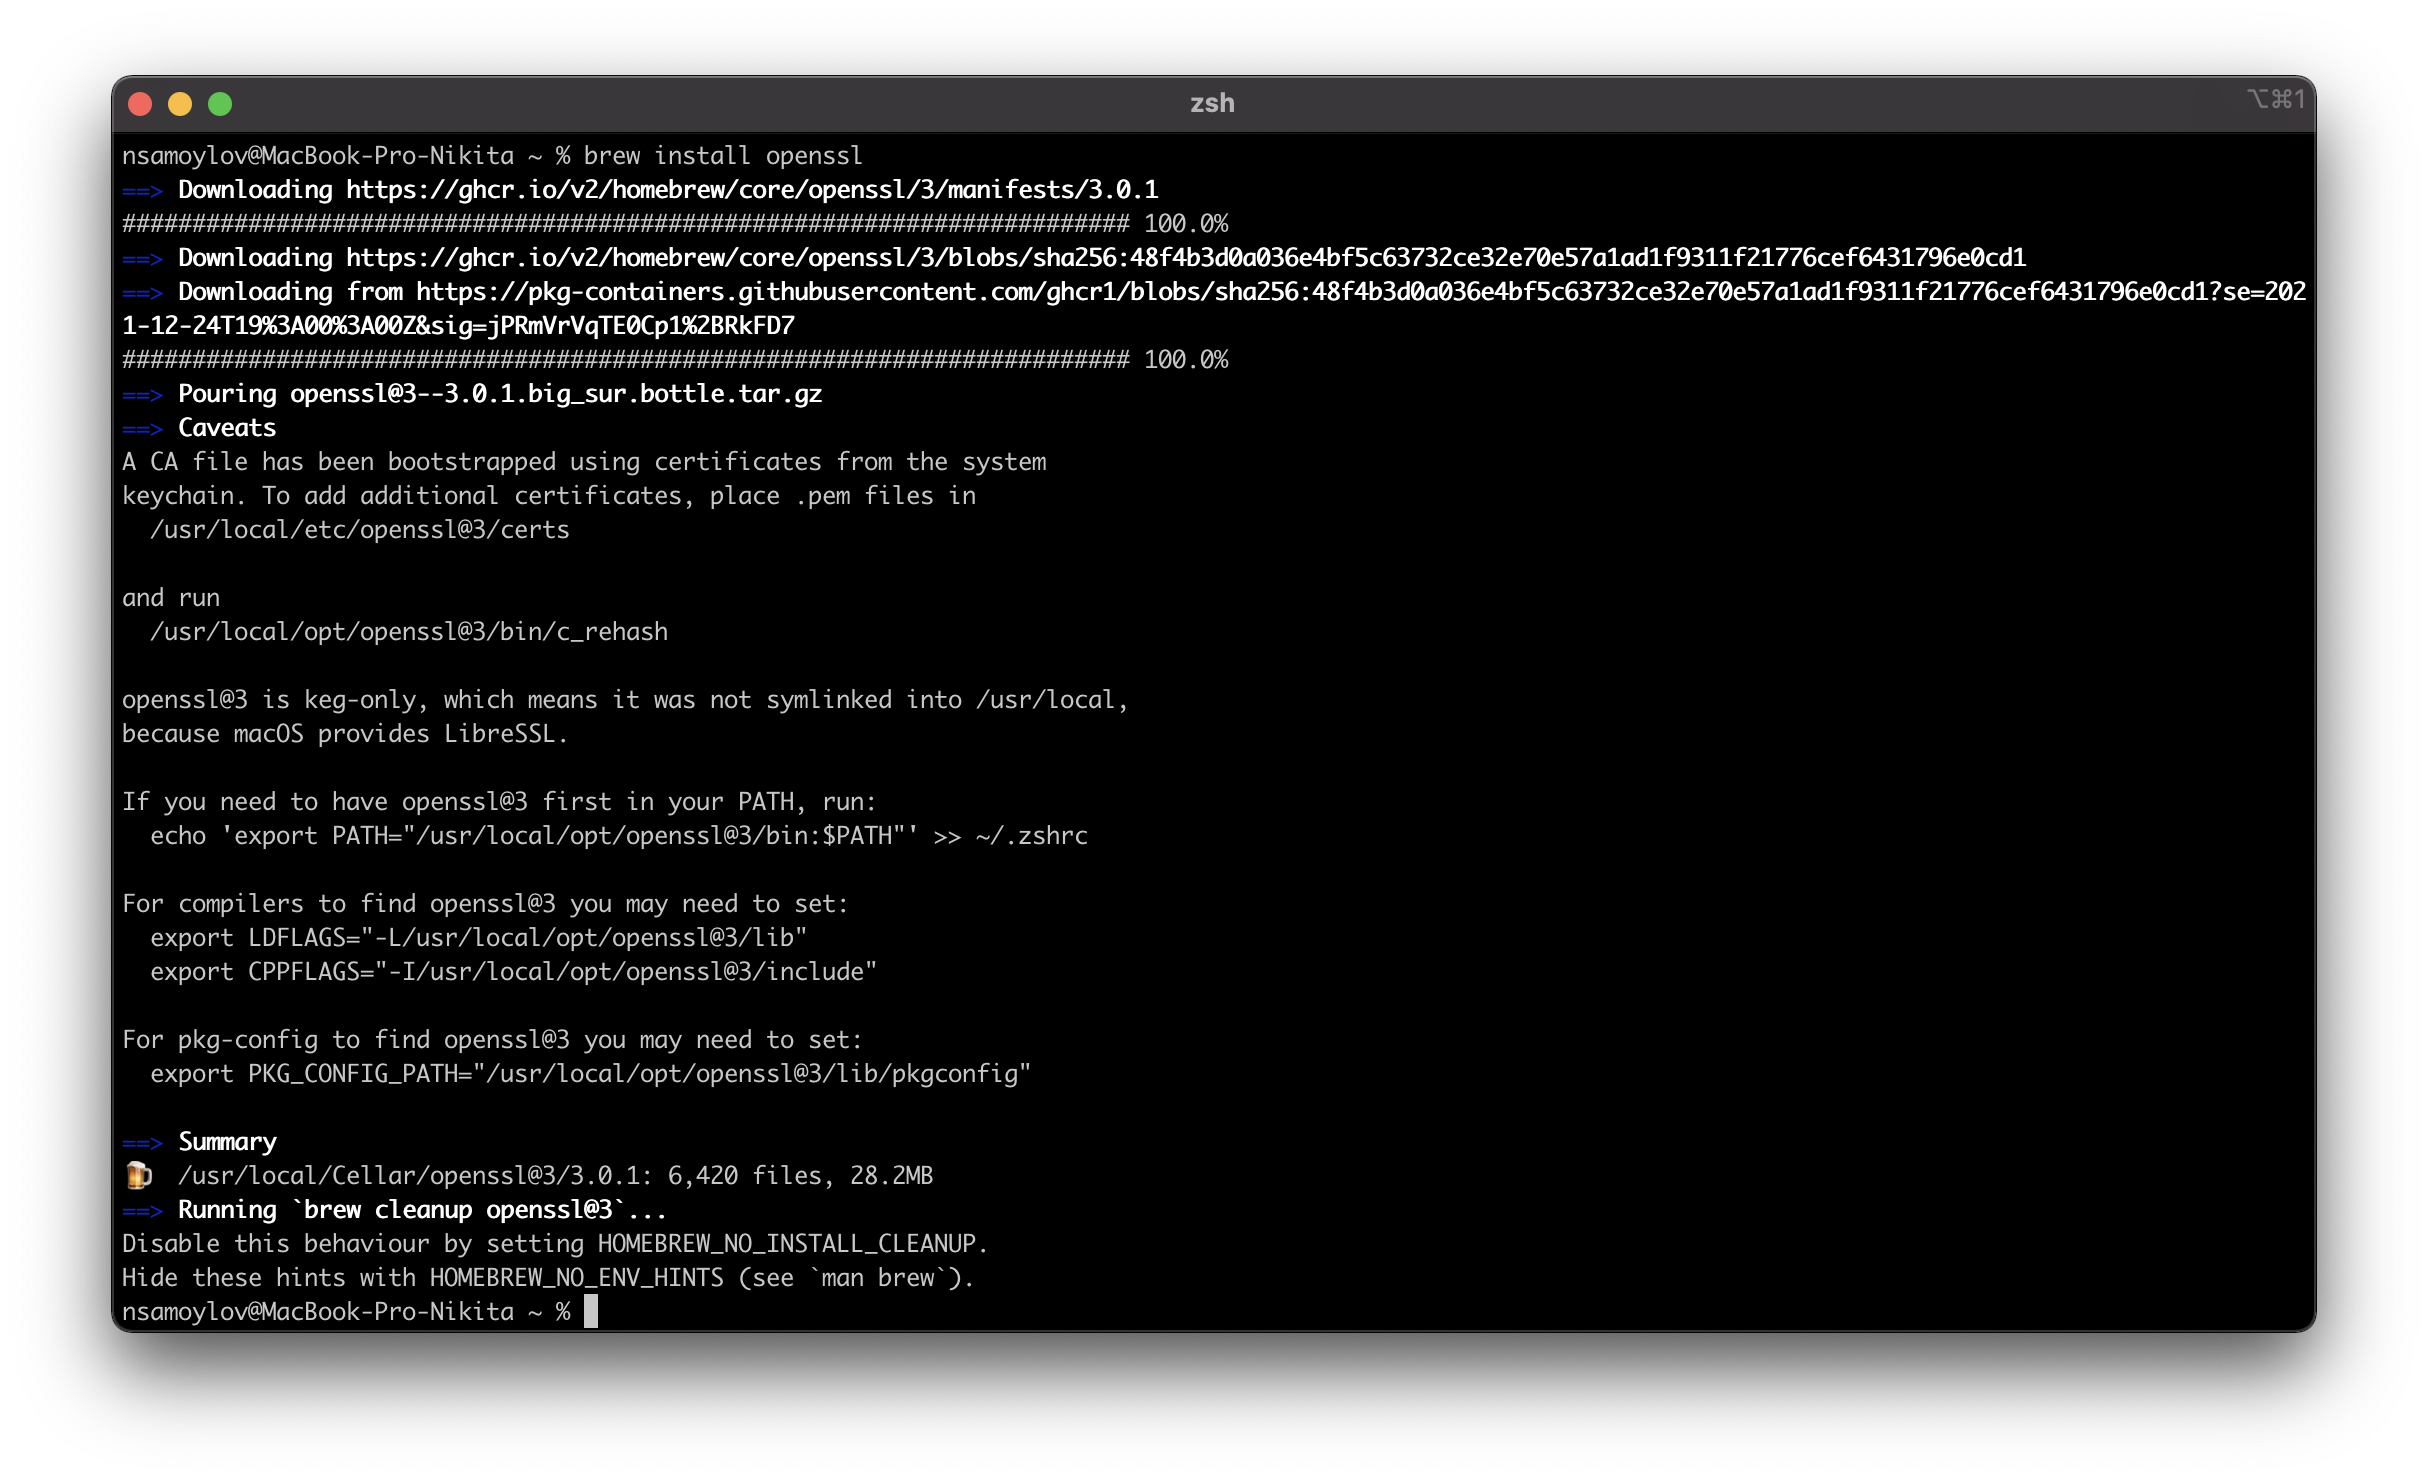 zsh
⌥⌘1
nsamoylov@MacBook-Pro-Nikita ~ % brew install openssl
==> Downloading https://ghcr.io/v2/homebrew/core/openssl/3/manifests/3.0.1
######################################################################## 100.0%
==> Downloading https://ghcr.io/v2/homebrew/core/openssl/3/blobs/sha256:48f4b3d0a036e4bf5c63732ce32e70e57a1ad1f9311f21776cef6431796e0cd1
==> Downloading from https://pkg-containers.githubusercontent.com/ghcr1/blobs/sha256:48f4b3d0a036e4bf5c63732ce32e70e57a1ad1f9311f21776cef6431796e0cd1?se=202
1-12-24T19%3A00%3A00Z&sig=jPRmVrVqTE0Cp1%2BRkFD7
######################################################################## 100.0%
==> Pouring openssl@3--3.0.1.big_sur.bottle.tar.gz
==> Caveats
A CA file has been bootstrapped using certificates from the system
keychain. To add additional certificates, place .pem files in
  /usr/local/etc/openssl@3/certs

and run
  /usr/local/opt/openssl@3/bin/c_rehash

openssl@3 is keg-only, which means it was not symlinked into /usr/local,
because macOS provides LibreSSL.

If you need to have openssl@3 first in your PATH, run:
  echo 'export PATH="/usr/local/opt/openssl@3/bin:$PATH"' >> ~/.zshrc

For compilers to find openssl@3 you may need to set:
  export LDFLAGS="-L/usr/local/opt/openssl@3/lib"
  export CPPFLAGS="-I/usr/local/opt/openssl@3/include"

For pkg-config to find openssl@3 you may need to set:
  export PKG_CONFIG_PATH="/usr/local/opt/openssl@3/lib/pkgconfig"

==> Summary
🍺  /usr/local/Cellar/openssl@3/3.0.1: 6,420 files, 28.2MB
==> Running `brew cleanup openssl@3`...
Disable this behaviour by setting HOMEBREW_NO_INSTALL_CLEANUP.
Hide these hints with HOMEBREW_NO_ENV_HINTS (see `man brew`).
nsamoylov@MacBook-Pro-Nikita ~ %